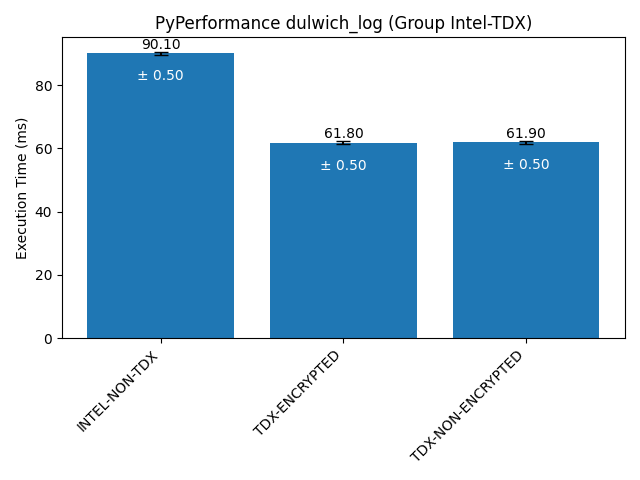 PyPerformance dulwich_log (Group Intel-TDX)
90.10
± 0.50
61.80
± 0.50
61.90
± 0.50
Execution Time (ms)
80
60
40
20
0
INTEL-NON-TDX
TDX-ENCRYPTED
TDX-NON-ENCRYPTED